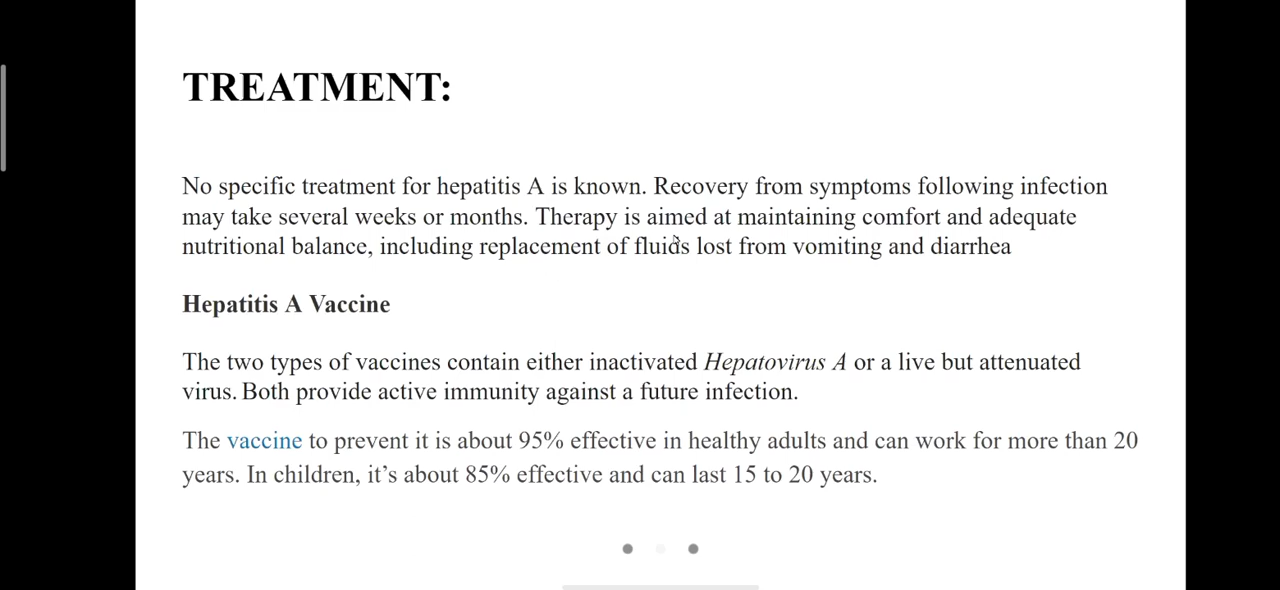 TREATMENT:
No specific treatment for hepatitis A is known. Recovery from symptoms following infection
may take several weeks or months. Therapy is aimed at maintaining comfort and adequate
nutritional balance, including replacement of fluids lost from vomiting and diarrhea
Hepatitis A Vaccine
The two types of vaccines contain either inactivated Hepatovirus A or a live but attenuated
virus. Both provide active immunity against a future infection.
The vaccine to prevent it is about 95% effective in healthy adults and can work for more than 20
years. In children, it’s about 85% effective and can last 15 to 20 years.